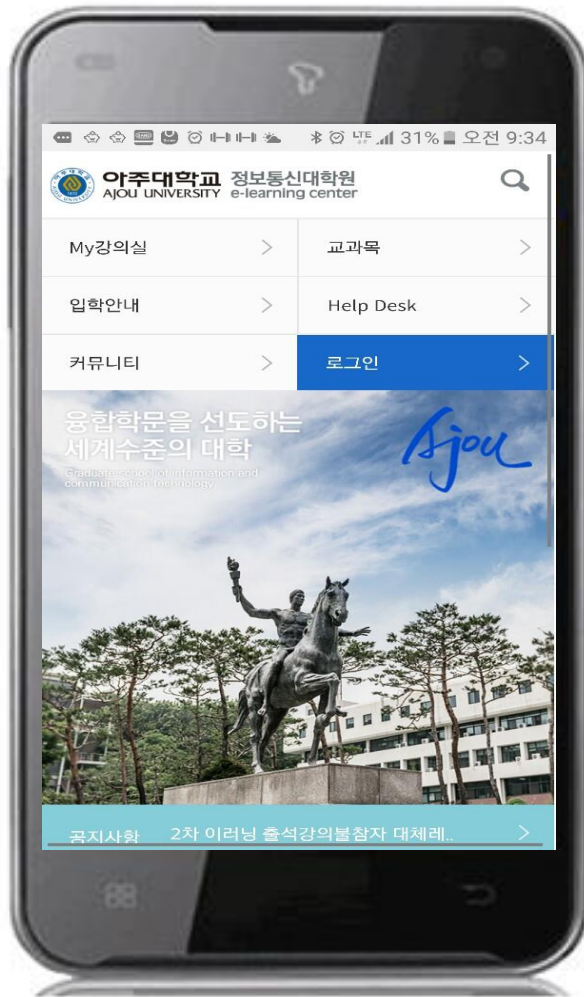 31% 오전 9:34
아주대학교 정보통신대학원
AJOU UNIVERSITY e-learning center
My강의실
교과목
입학안내
Help Desk
커뮤니티
로그인
융합학문을 선도하는
세계수준의 대학
Graduate school of information and
communication technology
Ajou
공지사항 2차 이러닝 출석강의불참자 대체레..